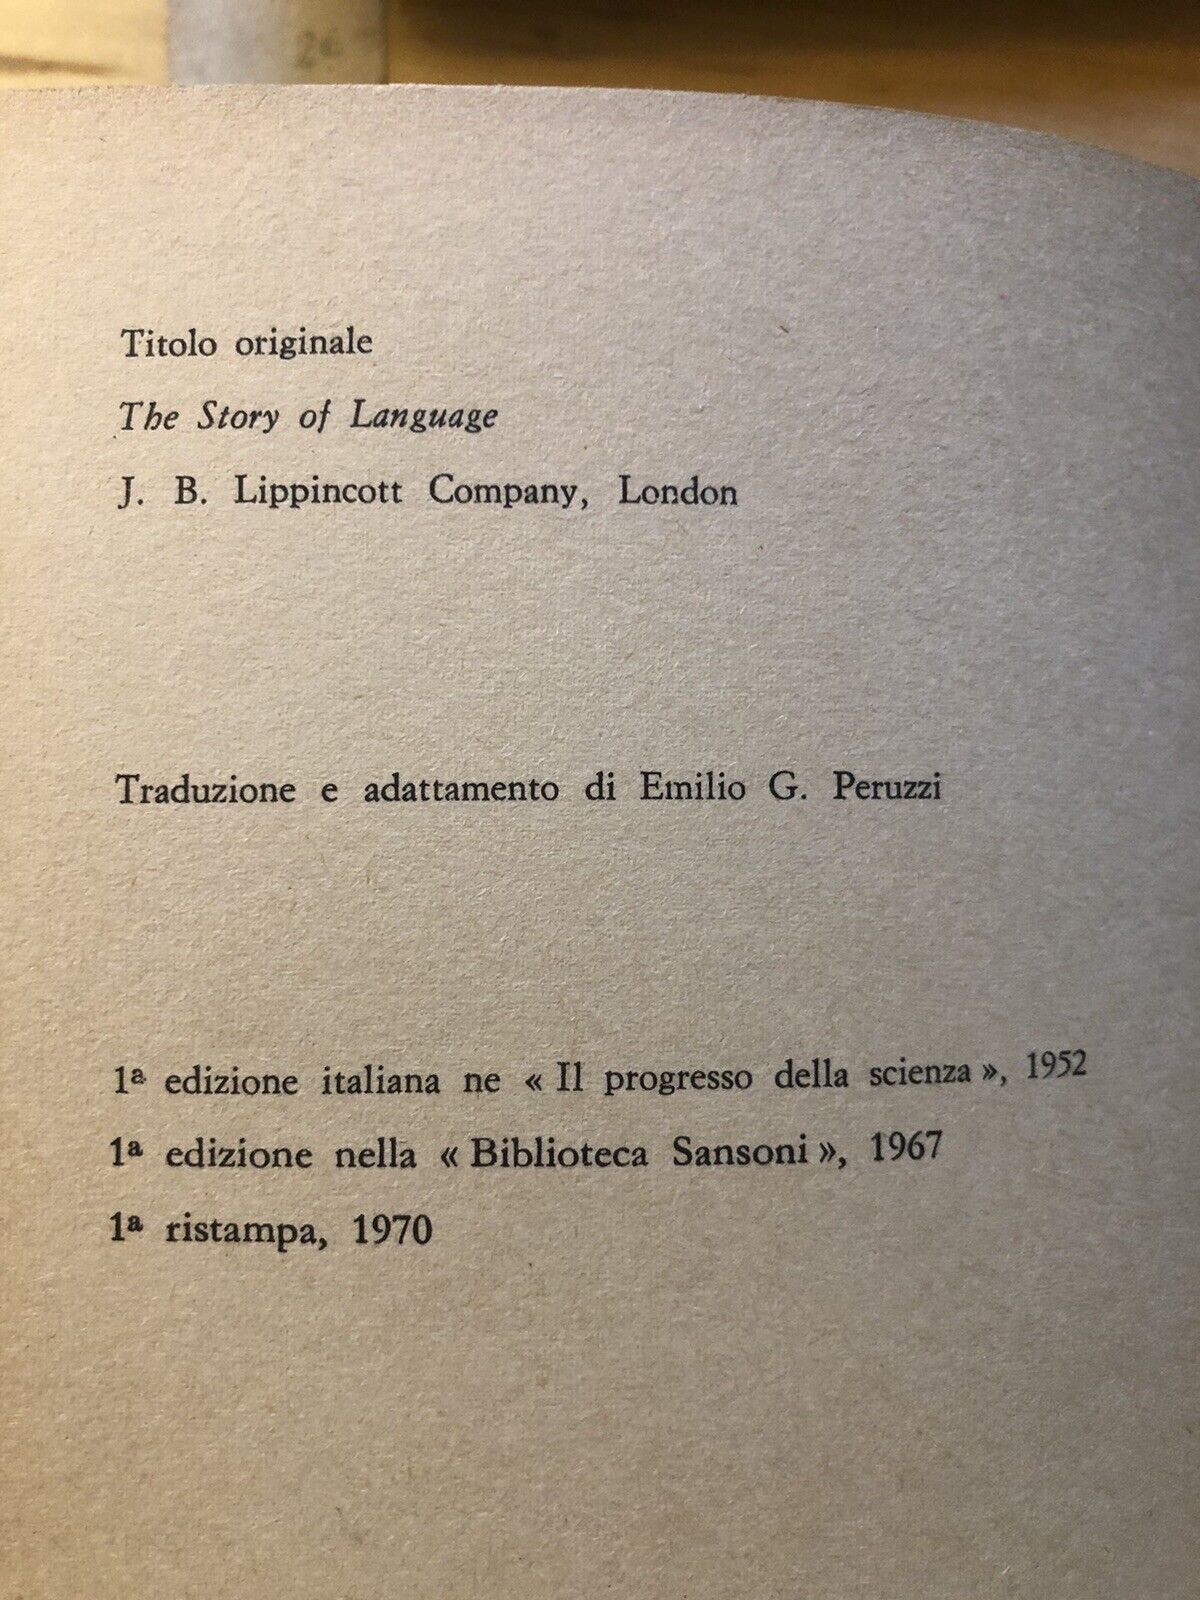 Titolo originale
The Story of Language
J. B. Lippincott Company, London
Traduzione e adattamento di Emilio G. Peruzzi
1ª edizione italiana ne « Il progresso della scienza », 1952
1ª edizione nella « Biblioteca Sansoni », 1967
1ª ristampa, 1970